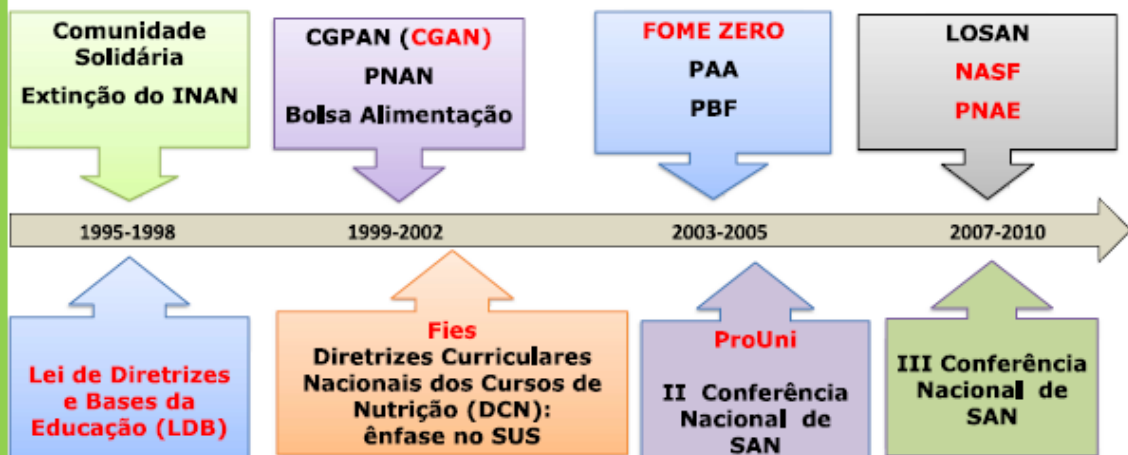 Comunidade
Solidária
Extinção do INAN
CGPAN (CGAN)
PNAN
Bolsa Alimentação
FOME ZERO
PAA
PBF
LOSAN
NASF
PNAE
1995-1998
1999-2002
2003-2005
2007-2010
Lei de Diretrizes
e Bases da
Educação (LDB)
Fies
Diretrizes Curriculares
Nacionais dos Cursos de
Nutrição (DCN):
ênfase no SUS
ProUni
II Conferência
Nacional de
SAN
III Conferência
Nacional de
SAN